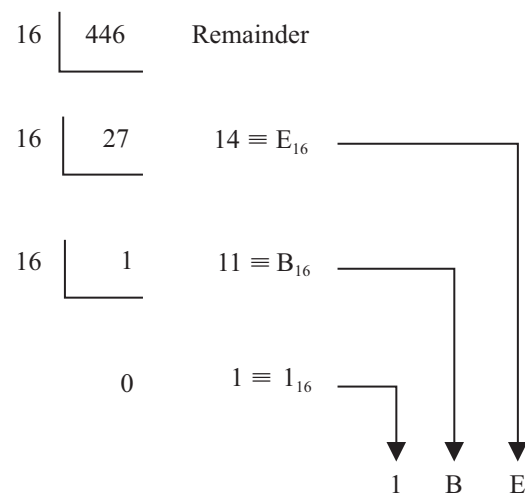 16 446 Remainder
16 27 14 ≡ E₁₆
16 1 11 ≡ B₁₆
0 1 ≡ 1₁₆
1 B E